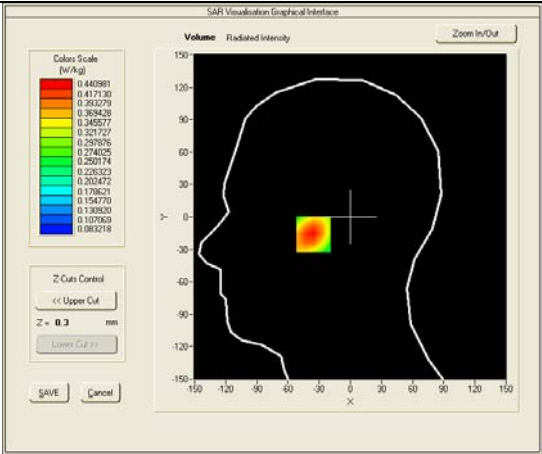 SAR Visualisation Graphical Interface
Volume Radiated Intensity
Zoom In/Out
Colors Scale
(W/kg)
0.440981
0.417130
0.393279
0.369428
0.345577
0.321727
0.297876
0.274025
0.250174
0.226323
0.202472
0.178621
0.154770
0.130920
0.107069
0.083218
Z-Cuts Control
<< Upper Cut
Z = 0.3 mm
Lower Cut >>
SAVE Cancel
150
120
90
60
30
0
-30
-60
-90
-120
-150
Y
-150 -120 -90 -60 -30 0 30 60 90 120 150
X